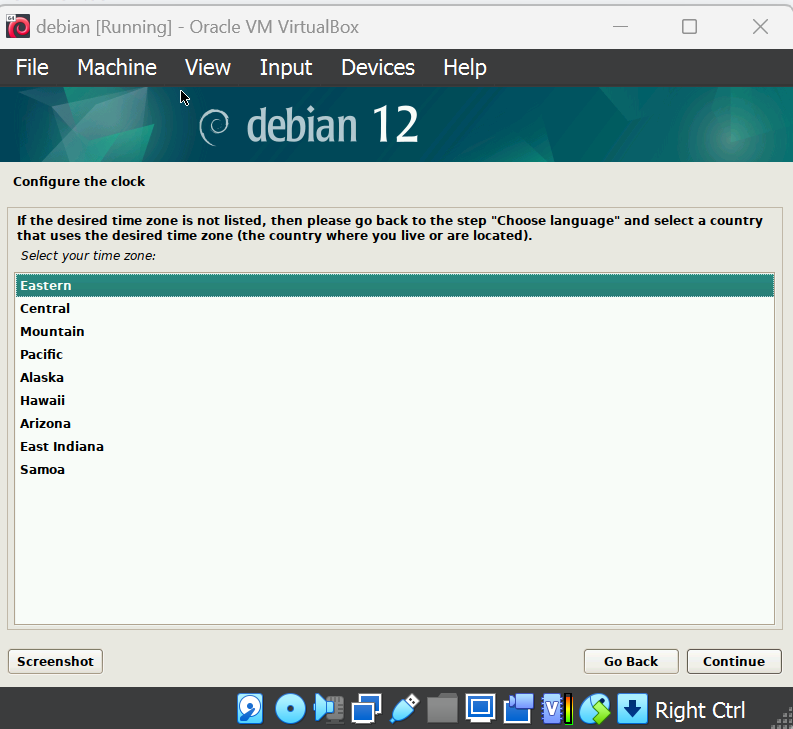 debian [Running] - Oracle VM VirtualBox
File Machine View Input Devices Help
debian 12
Configure the clock
If the desired time zone is not listed, then please go back to the step "Choose language" and select a country
that uses the desired time zone (the country where you live or are located).
Select your time zone:
Eastern
Central
Mountain
Pacific
Alaska
Hawaii
Arizona
East Indiana
Samoa
Screenshot Go Back Continue
Right Ctrl